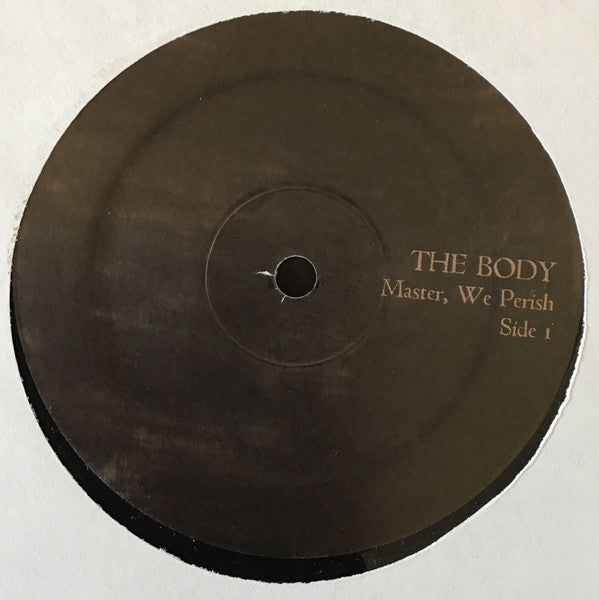 THE BODY
Master, We Perish
Side 1